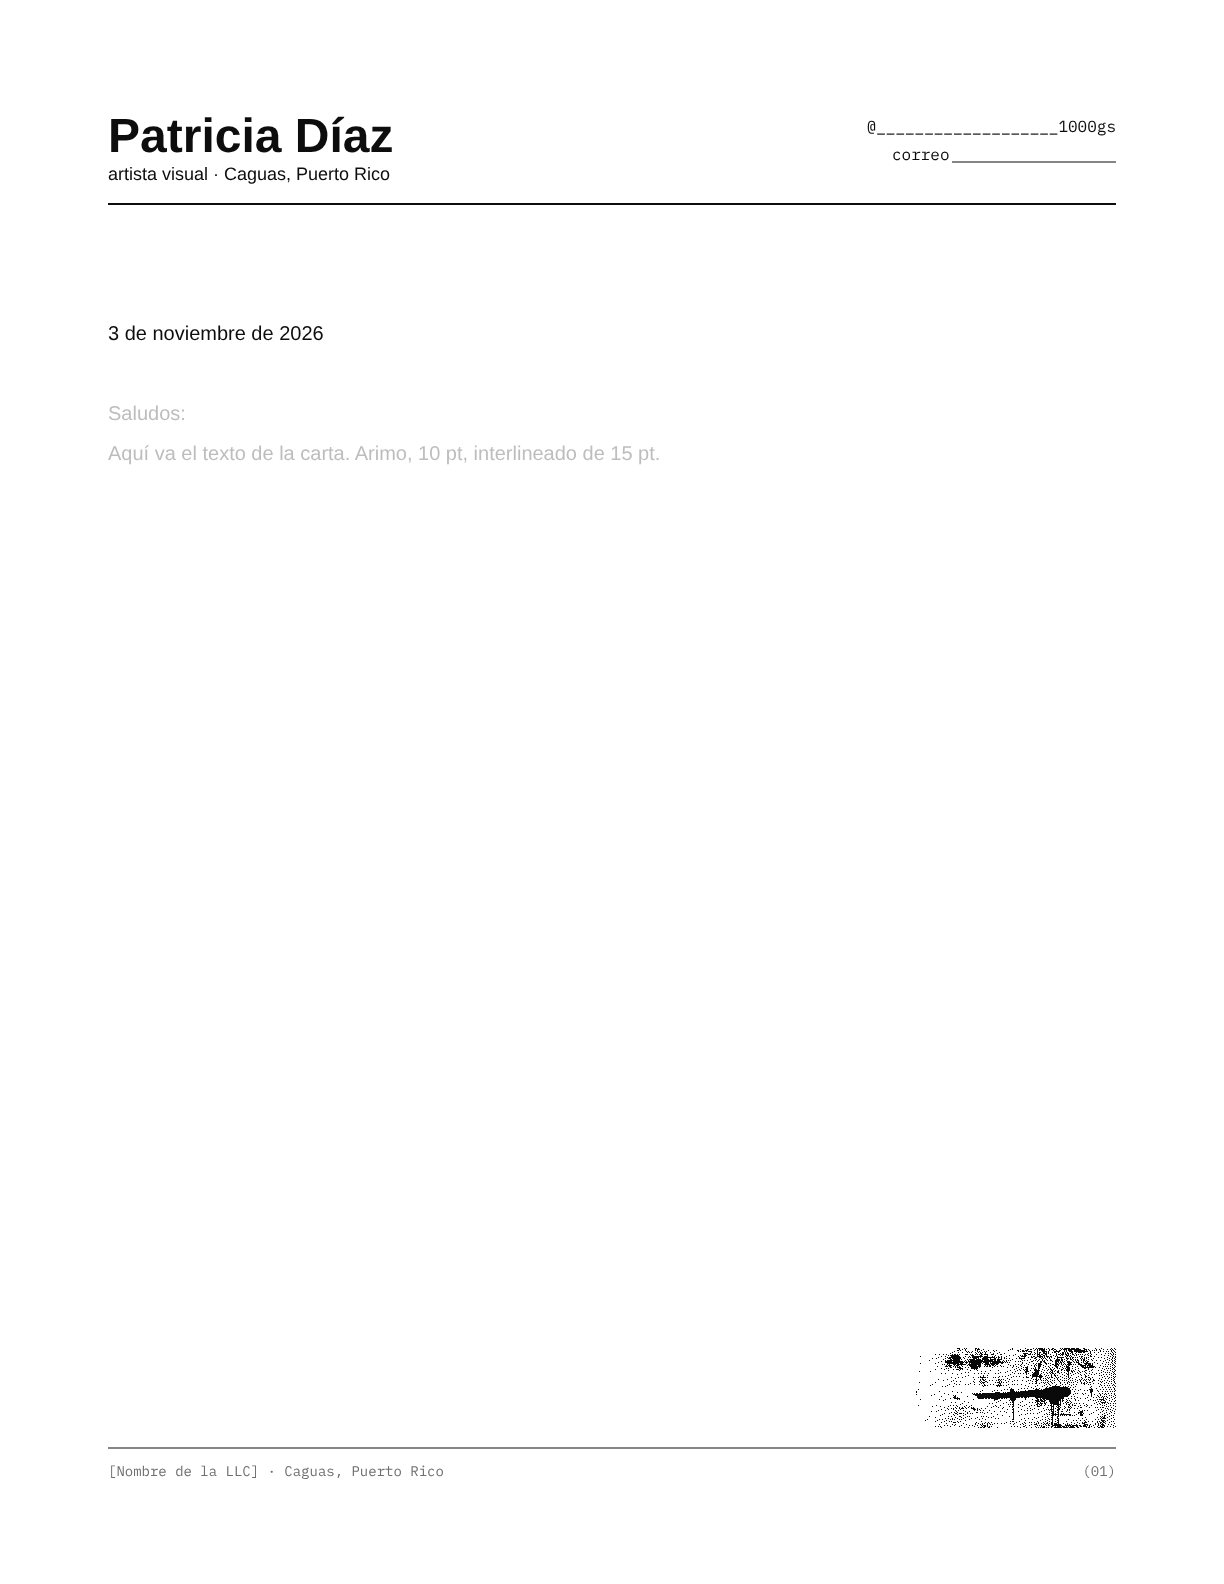 Patricia Díaz
artista visual · Caguas, Puerto Rico
@___________________1000gs
correo
3 de noviembre de 2026
Saludos:
Aquí va el texto de la carta. Arimo, 10 pt, interlineado de 15 pt.
[Nombre de la LLC] · Caguas, Puerto Rico
(01)